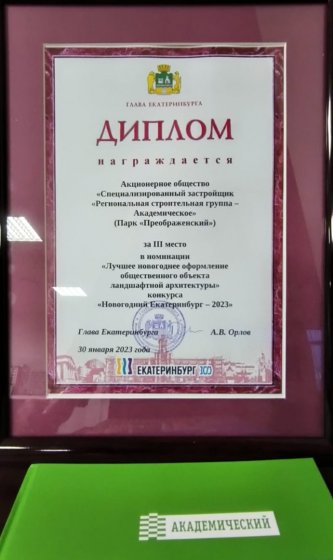 ГЛАВА ЕКАТЕРИНБУРГА
ДИПЛОМ
награждается
Акционерное общество
«Специализированный застройщик
«Региональная строительная группа –
Академическое»
(Парк «Преображенский»)
за III место
в номинации
«Лучшее новогоднее оформление
общественного объекта
ландшафтной архитектуры»
конкурса
«Новогодний Екатеринбург – 2023»
Глава Екатеринбурга А.В. Орлов
30 января 2023 года
ЕКАТЕРИНБУРГ 300
АКАДЕМИЧЕСКИЙ